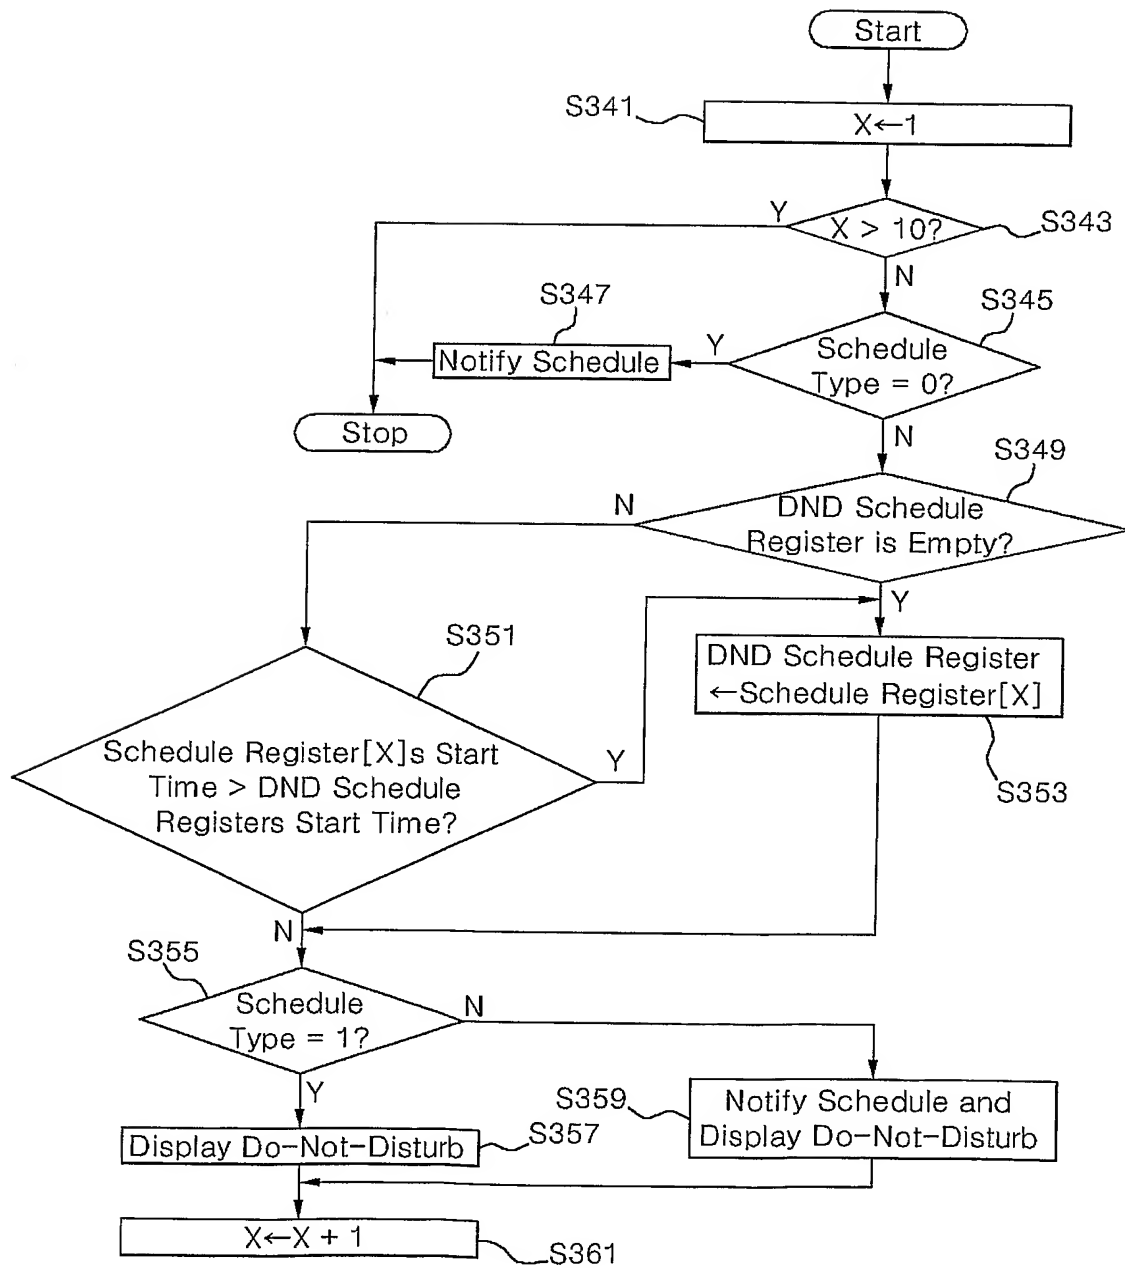 Start
S341
X←1
Y
X > 10?
S343
N
S347
S345
Notify Schedule
Y
Schedule
Type = 0?
Stop
N
S349
N
DND Schedule
Register is Empty?
Y
S351
DND Schedule Register
←Schedule Register[X]
Schedule Register[X]s Start
Time > DND Schedule
Registers Start Time?
Y
S353
N
S355
Schedule
Type = 1?
N
Y
S359
Notify Schedule and
Display Do-Not-Disturb
Display Do-Not-Disturb
S357
X←X + 1
S361